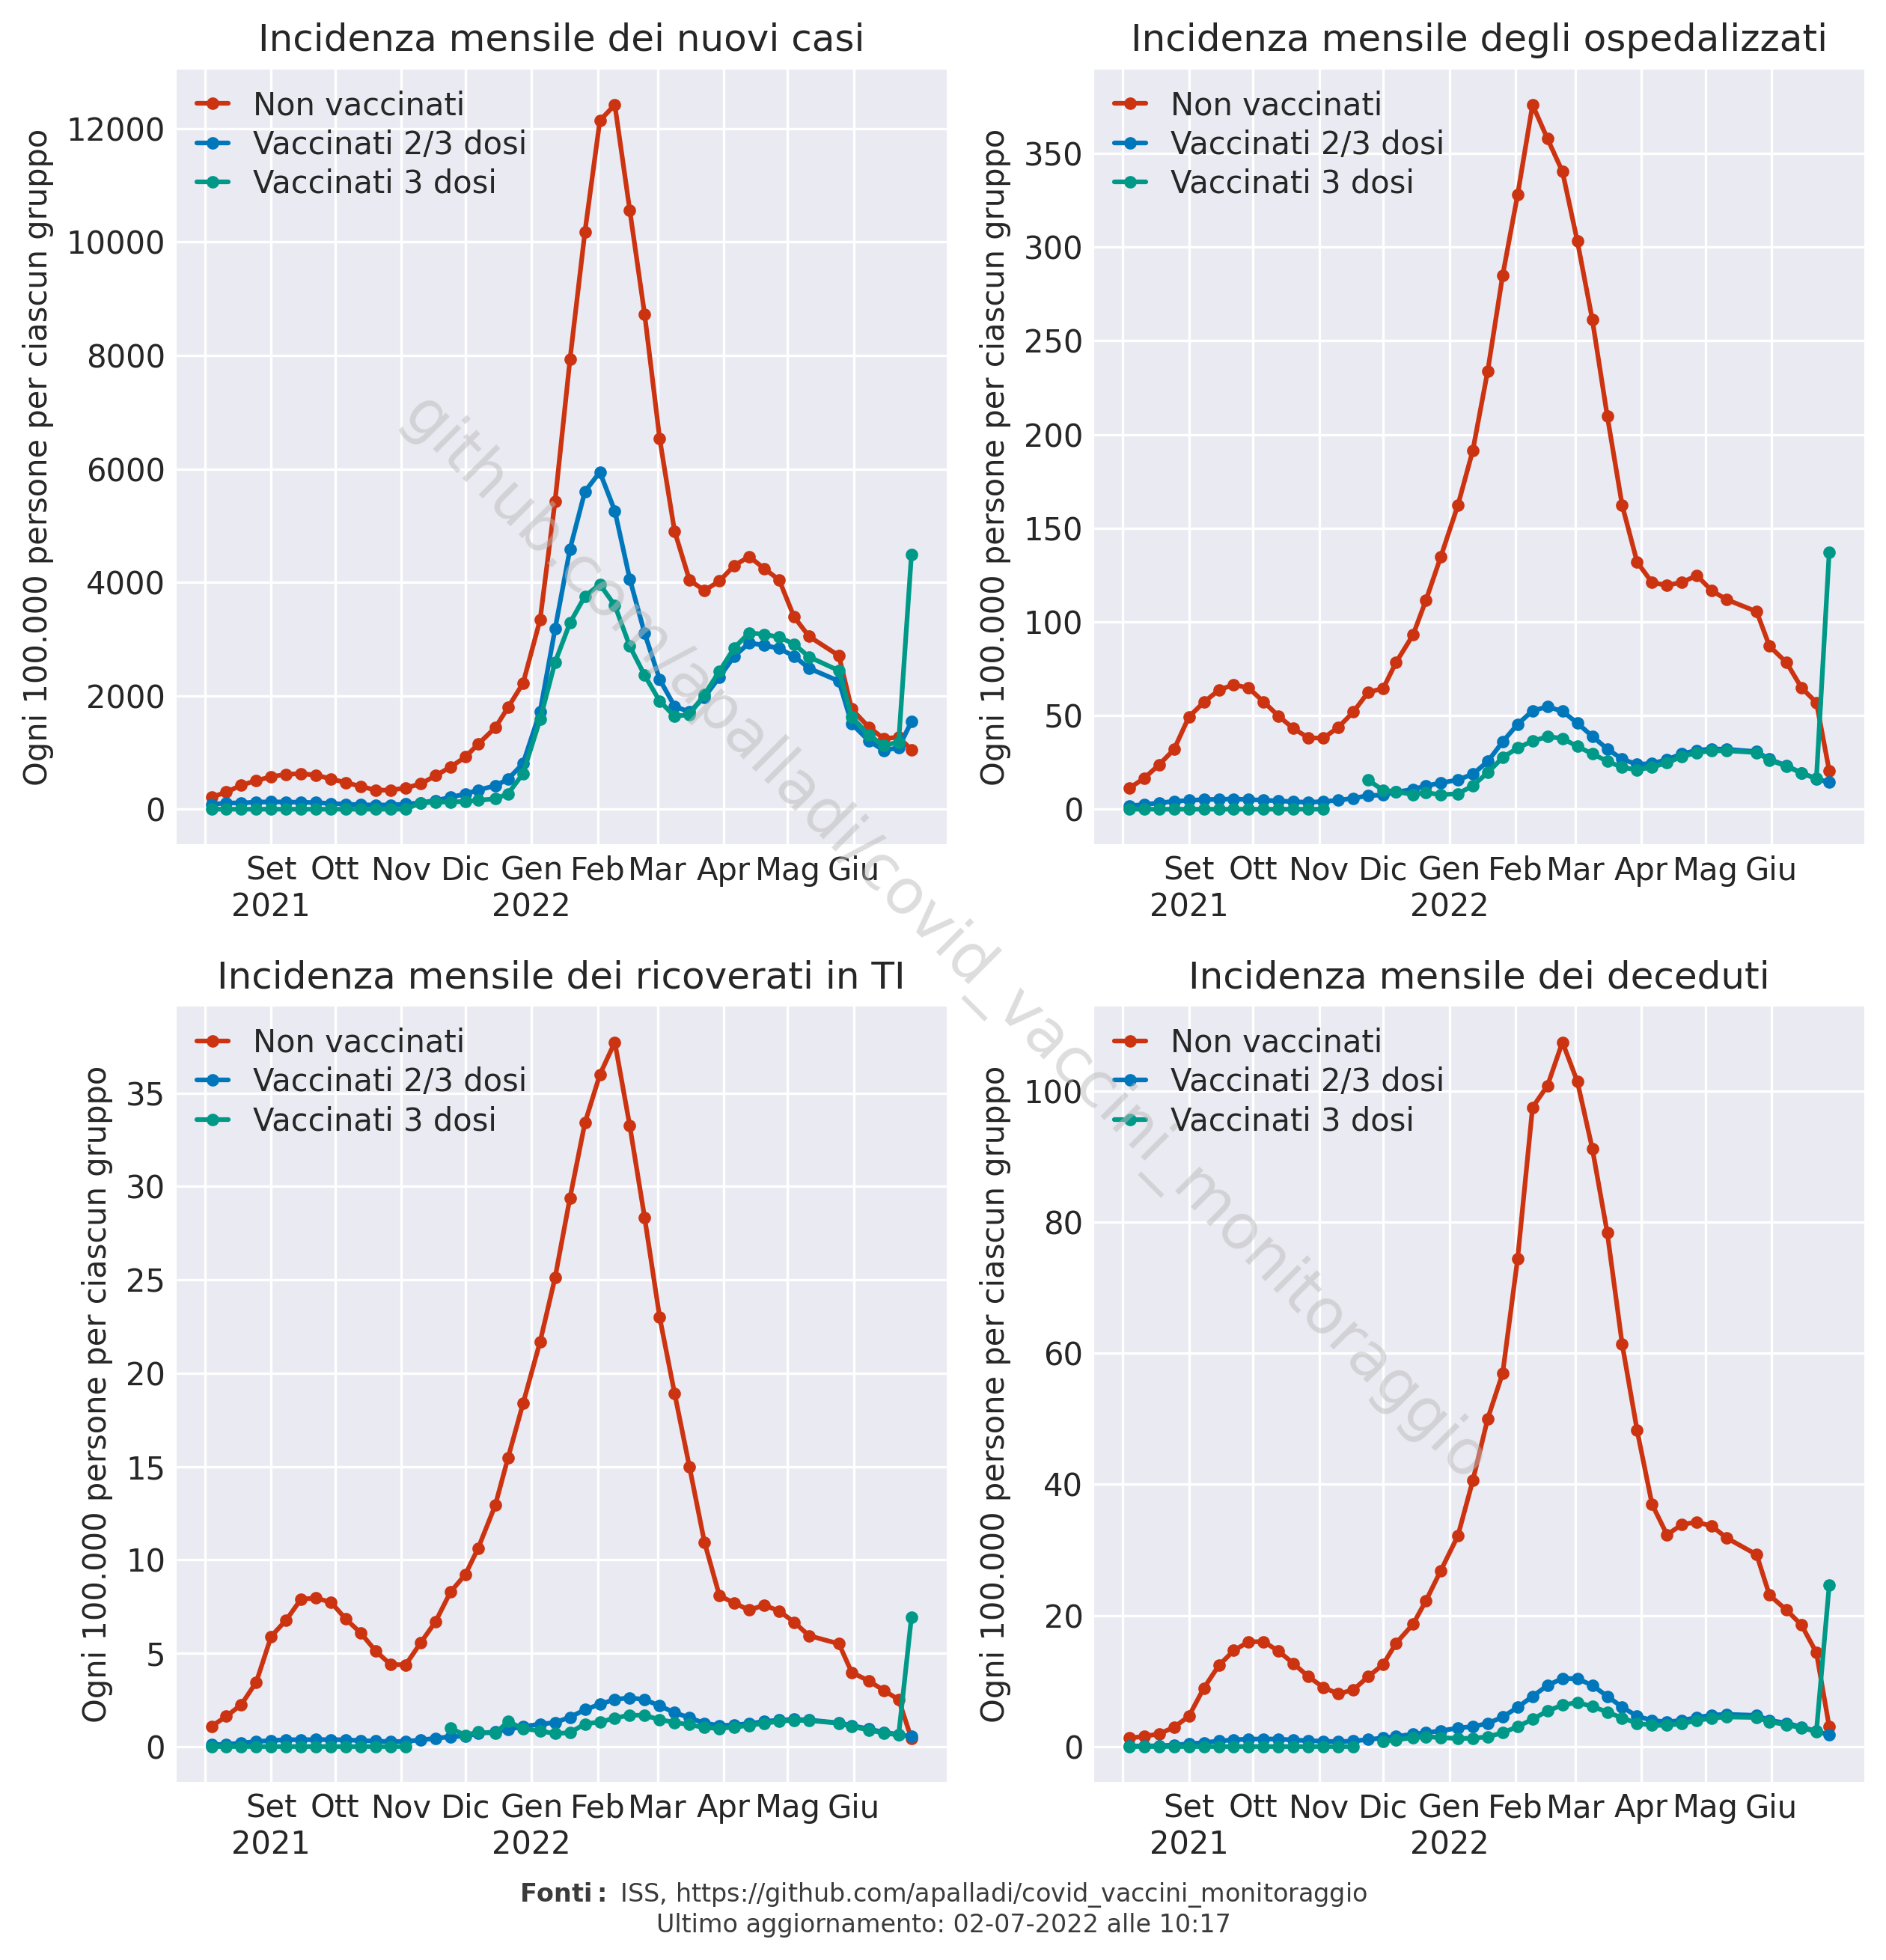 Incidenza mensile dei nuovi casi
Ogni 100.000 persone per ciascun gruppo
Non vaccinati
Vaccinati 2/3 dosi
Vaccinati 3 dosi
12000
10000
8000
6000
4000
2000
0
Set Ott Nov Dic Gen Feb Mar Apr Mag Giu
2021 2022
Incidenza mensile degli ospedalizzati
Ogni 100.000 persone per ciascun gruppo
Non vaccinati
Vaccinati 2/3 dosi
Vaccinati 3 dosi
350
300
250
200
150
100
50
0
Set Ott Nov Dic Gen Feb Mar Apr Mag Giu
2021 2022
Incidenza mensile dei ricoverati in TI
Ogni 100.000 persone per ciascun gruppo
Non vaccinati
Vaccinati 2/3 dosi
Vaccinati 3 dosi
35
30
25
20
15
10
5
0
Set Ott Nov Dic Gen Feb Mar Apr Mag Giu
2021 2022
Incidenza mensile dei deceduti
Ogni 100.000 persone per ciascun gruppo
Non vaccinati
Vaccinati 2/3 dosi
Vaccinati 3 dosi
100
80
60
40
20
0
Set Ott Nov Dic Gen Feb Mar Apr Mag Giu
2021 2022
github.com/apalladi/covid_vaccini_monitoraggio
Fonti: ISS, https://github.com/apalladi/covid_vaccini_monitoraggio
Ultimo aggiornamento: 02-07-2022 alle 10:17